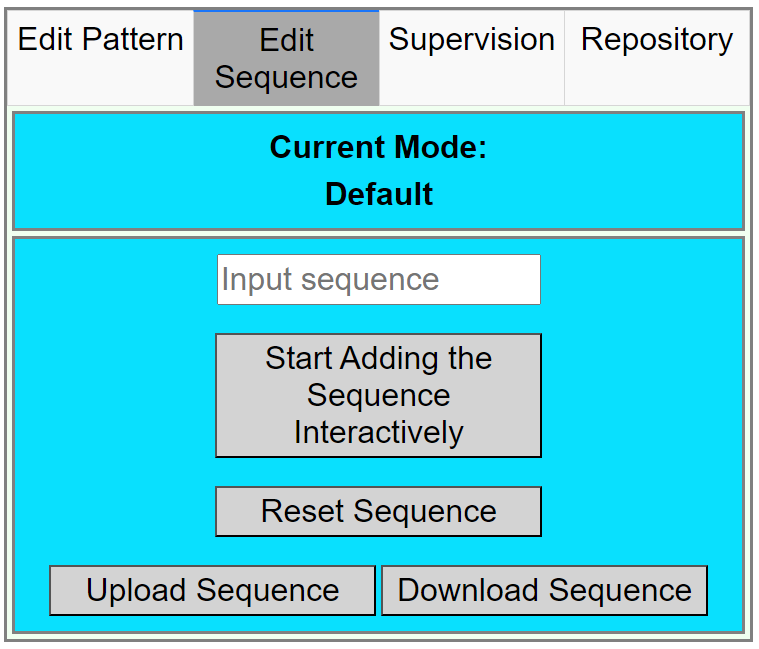 Edit Pattern
Edit
Sequence
Supervision
Repository
Current Mode:
Default
Input sequence
Start Adding the
Sequence
Interactively
Reset Sequence
Upload Sequence
Download Sequence